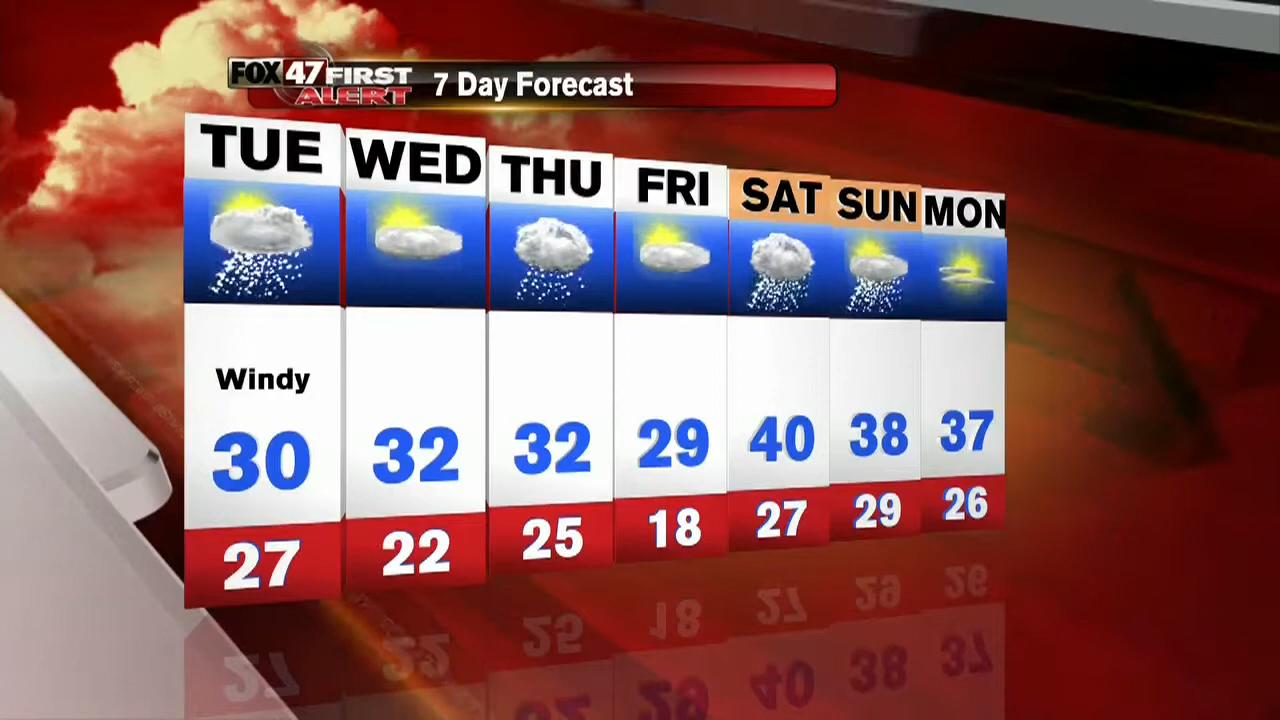 FOX 47 FIRST
ALERT
7 Day Forecast
TUE WED THU FRI SAT SUN MON
Windy
30 32 32 29 40 38 37
27 22 25 18 27 29 26